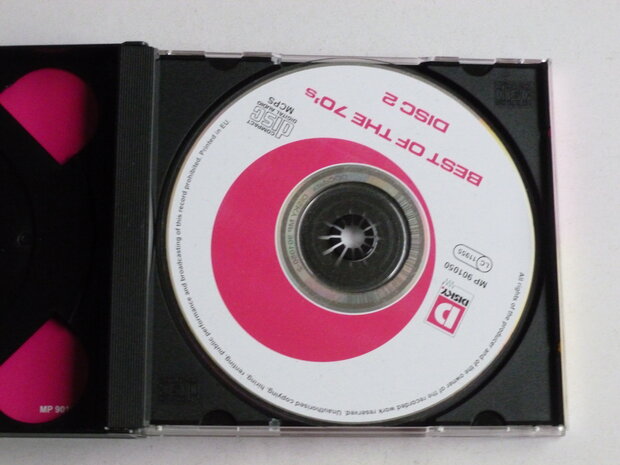 BEST OF THE 70's
DISC 2
COMPACT
disc
DIGITAL AUDIO
MCPS
DISKY
MP 901050
LC 11955
All rights of the producer and of the owner of the recorded work reserved. Unauthorised copying, hiring, renting, public performance and broadcasting of this record prohibited. Printed in EU.
MP 901